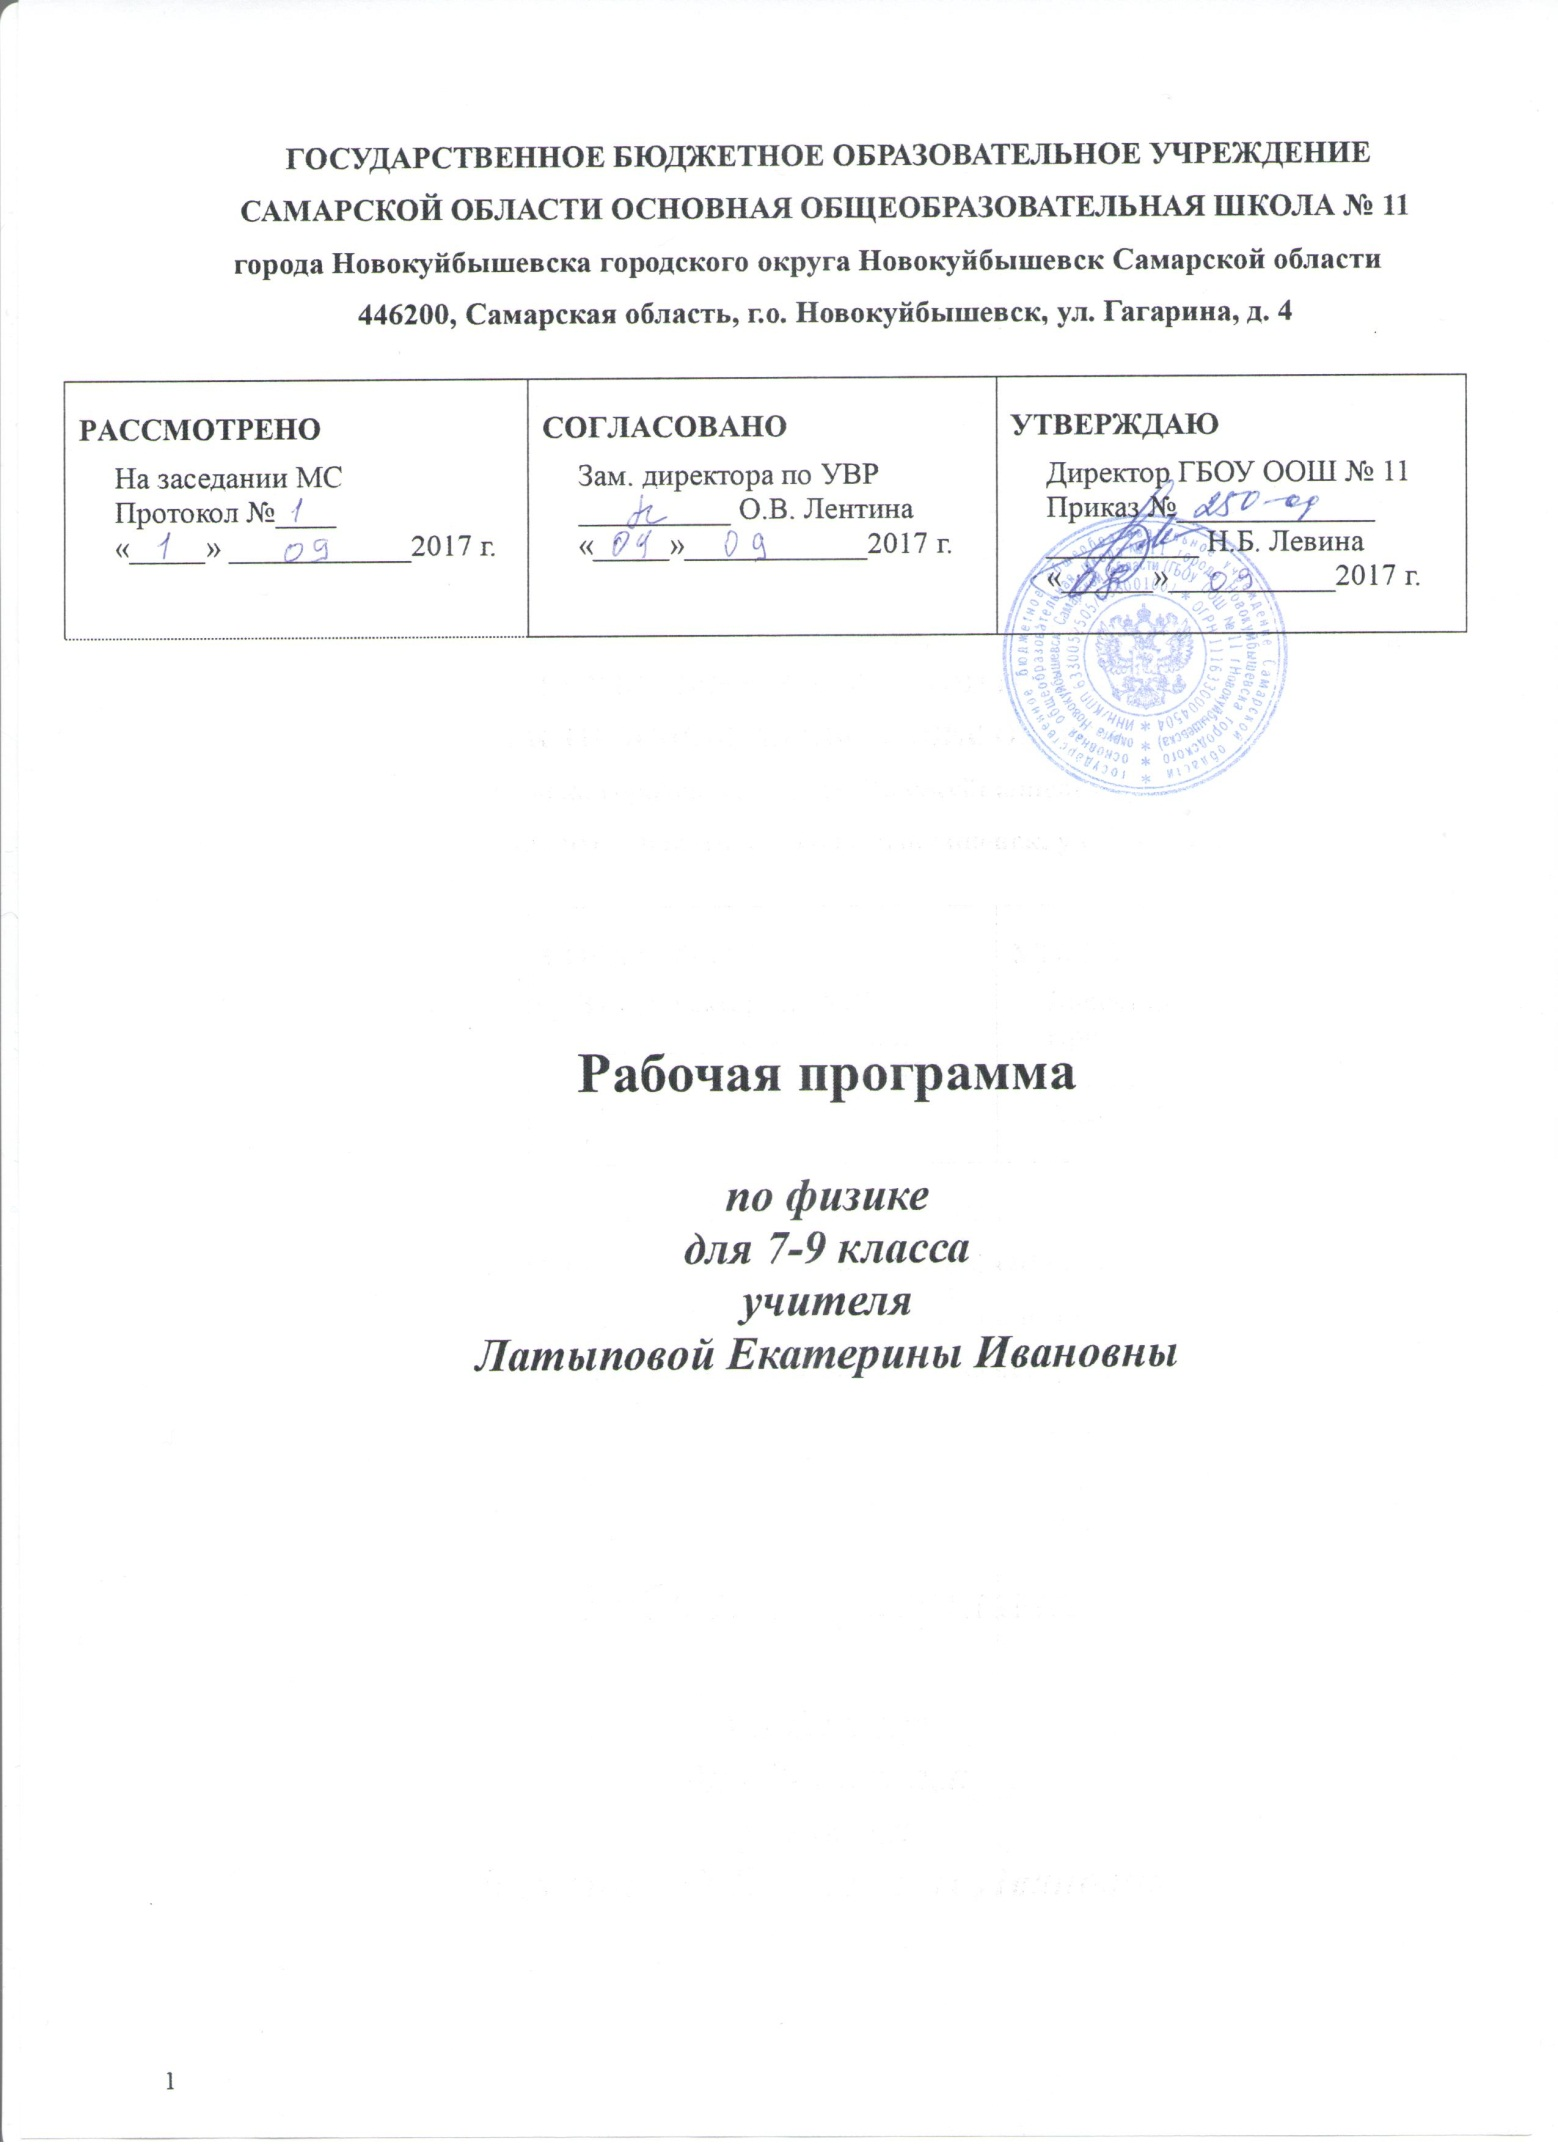 ГОСУДАРСТВЕННОЕ БЮДЖЕТНОЕ ОБРАЗОВАТЕЛЬНОЕ УЧРЕЖДЕНИЕ
САМАРСКОЙ ОБЛАСТИ ОСНОВНАЯ ОБЩЕОБРАЗОВАТЕЛЬНАЯ ШКОЛА № 11
города Новокуйбышевска городского округа Новокуйбышевск Самарской области
446200, Самарская область, г.о. Новокуйбышевск, ул. Гагарина, д. 4
РАССМОТРЕНО
На заседании МС
Протокол № 1
« 1 » 09 2017 г.
СОГЛАСОВАНО
Зам. директора по УВР
О.В. Лентина
« 04 » 09 2017 г.
УТВЕРЖДАЮ
Директор ГБОУ ООШ № 11
Приказ № 250-од
Н.Б. Левина
« » 09 2017 г.
Рабочая программа
по физике
для 7-9 класса
учителя
Латыповой Екатерины Ивановны
1